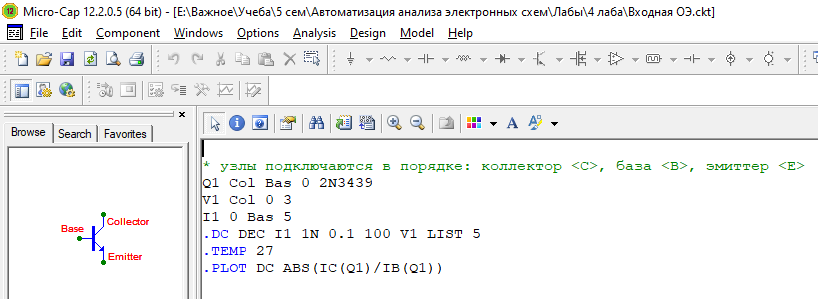 Micro-Cap 12.2.0.5 (64 bit) - [E:\Важное\Учеба\5 сем\Автоматизация анализа электронных схем\Лабы\4 лаба\Входная ОЭ.ckt]
12
File Edit Component Windows Options Analysis Design Model Help
Browse Search Favorites
Base
Collector
Emitter
* узлы подключаются в порядке: коллектор <C>, база <B>, эмиттер <E>
Q1 Col Bas 0 2N3439
V1 Col 0 3
I1 0 Bas 5
.DC DEC I1 1N 0.1 100 V1 LIST 5
.TEMP 27
.PLOT DC ABS(IC(Q1)/IB(Q1))